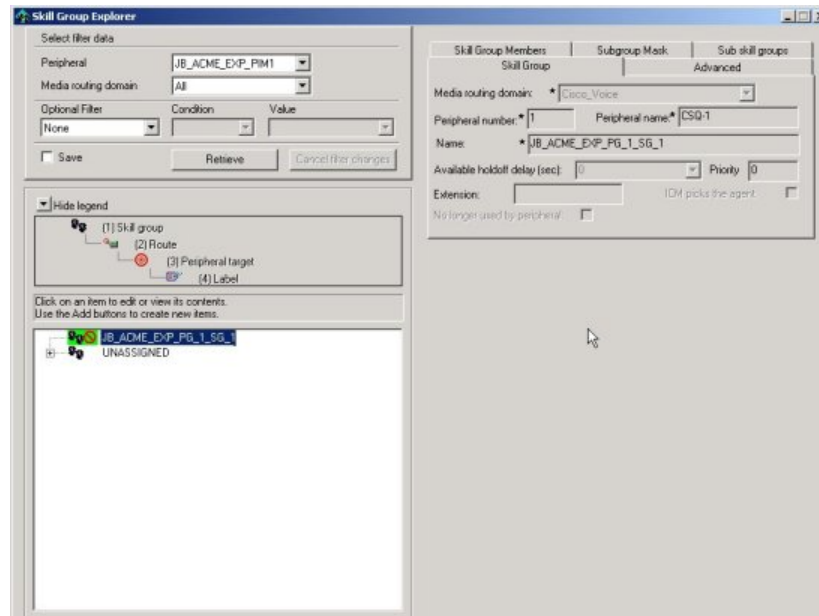 Skill Group Explorer
Select filter data
Peripheral JB_ACME_EXP_PIM1
Media routing domain All
Optional Filter Condition Value
None
Save Retrieve Cancel filter changes
Hide legend
(1) Skill group
(2) Route
(3) Peripheral target
(4) Label
Click on an item to edit or view its contents.
Use the Add buttons to create new items.
JB_ACME_EXP_PG_1_SG_1
UNASSIGNED
Skill Group Members Subgroup Mask Sub skill groups
Skill Group Advanced
Media routing domain: * Cisco_Voice
Peripheral number:* 1 Peripheral name:* CSQ-1
Name: * JB_ACME_EXP_PG_1_SG_1
Available holdoff delay (sec): 0 Priority 0
Extension: ICM picks the agent
No longer used by peripheral: